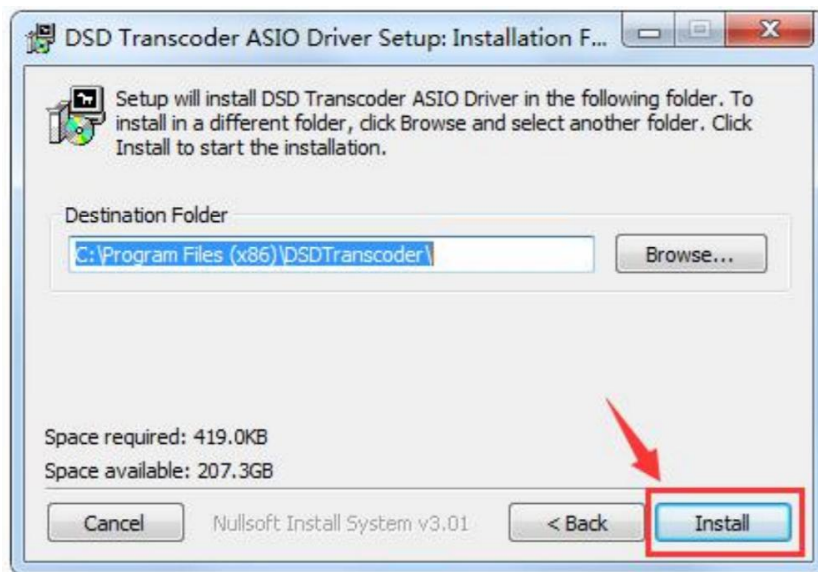 DSD Transcoder ASIO Driver Setup: Installation F...
Setup will install DSD Transcoder ASIO Driver in the following folder. To
install in a different folder, click Browse and select another folder. Click
Install to start the installation.
Destination Folder
C:\Program Files (x86)\DSDTranscoder\
Browse...
Space required: 419.0KB
Space available: 207.3GB
Cancel
Nullsoft Install System v3.01
< Back
Install